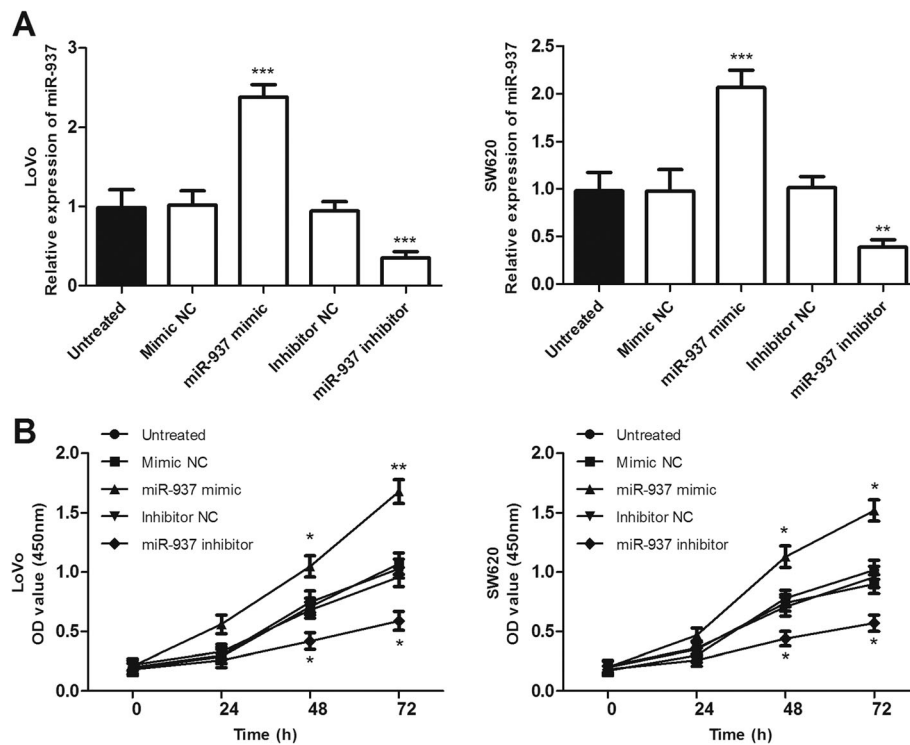 A
LoVo
Relative expression of miR-937
3
2
1
0
***
***
Untreated
Mimic NC
miR-937 mimic
Inhibitor NC
miR-937 inhibitor
SW620
Relative expression of miR-937
2.5
2.0
1.5
1.0
0.5
0.0
***
**
Untreated
Mimic NC
miR-937 mimic
Inhibitor NC
miR-937 inhibitor
B
Untreated
Mimic NC
miR-937 mimic
Inhibitor NC
miR-937 inhibitor
LoVo
OD value (450nm)
2.0
1.5
1.0
0.5
0.0
*
**
*
*
0 24 48 72
Time (h)
Untreated
Mimic NC
miR-937 mimic
Inhibitor NC
miR-937 inhibitor
SW620
OD value (450nm)
2.0
1.5
1.0
0.5
0.0
*
*
*
*
0 24 48 72
Time (h)